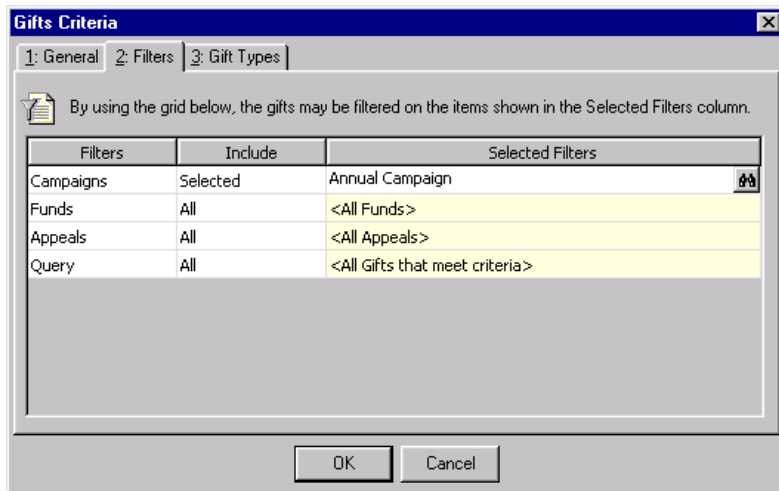 Gifts Criteria
1: General 2: Filters 3: Gift Types
By using the grid below, the gifts may be filtered on the items shown in the Selected Filters column.
Filters Include Selected Filters
Campaigns Selected Annual Campaign
Funds All <All Funds>
Appeals All <All Appeals>
Query All <All Gifts that meet criteria>
OK Cancel